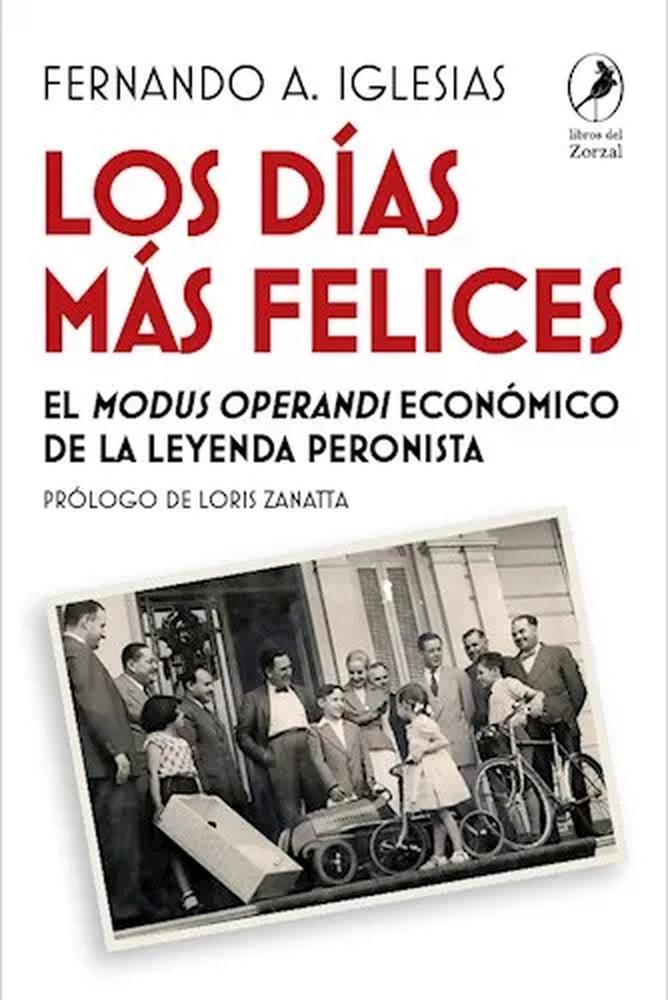 FERNANDO A. IGLESIAS
libros del
Zorzal
LOS DÍAS
MÁS FELICES
EL MODUS OPERANDI ECONÓMICO
DE LA LEYENDA PERONISTA
PRÓLOGO DE LORIS ZANATTA